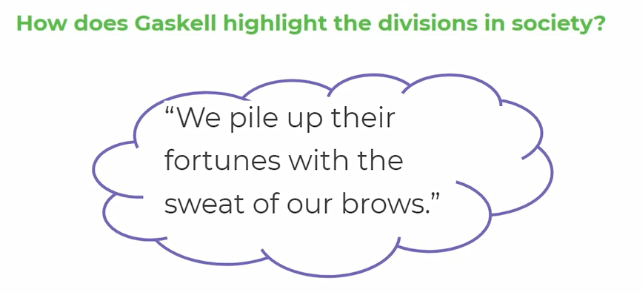 How does Gaskell highlight the divisions in society?
“We pile up their
fortunes with the
sweat of our brows.”